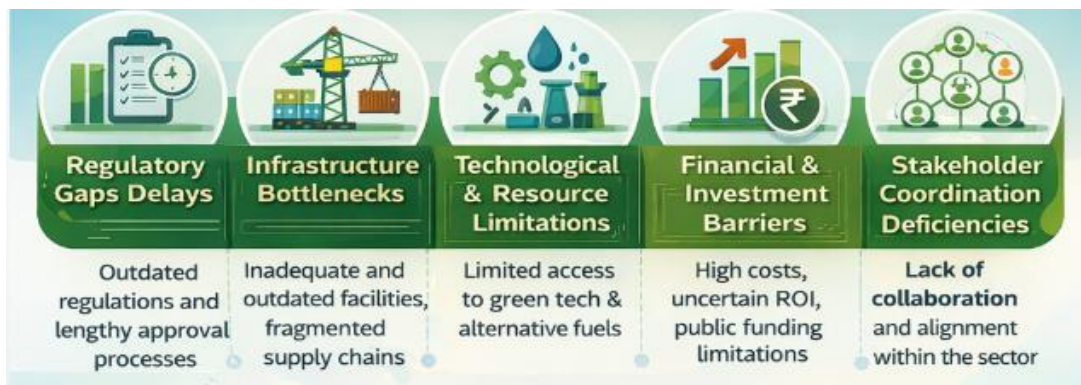 Regulatory
Gaps Delays
Outdated
regulations and
lengthy approval
processes
Infrastructure
Bottlenecks
Inadequate and
outdated facilities,
fragmented
supply chains
Technological
& Resource
Limitations
Limited access
to green tech &
alternative fuels
₹
Financial &
Investment
Barriers
High costs,
uncertain ROI,
public funding
limitations
Stakeholder
Coordination
Deficiencies
Lack of
collaboration
and alignment
within the sector